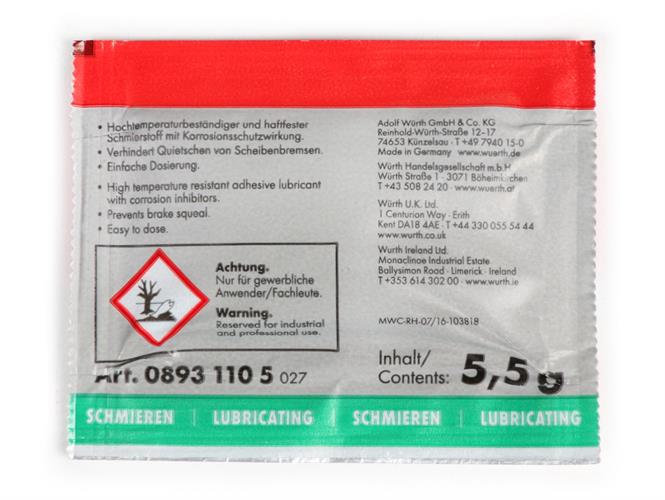 • Hochtemperaturbeständiger und haftfester
Schmierstoff mit Korrosionsschutzwirkung.
• Verhindert Quietschen von Scheibenbremsen.
• Einfache Dosierung.
• High temperature resistant adhesive lubricant
with corrosion inhibitors.
• Prevents brake squeal.
• Easy to dose.
Achtung.
Nur für gewerbliche
Anwender/Fachleute.
Warning.
Reserved for industrial
and professional use.
Art. 0893 110 5 027
Adolf Würth GmbH & Co. KG
Reinhold-Würth-Straße 12-17
74653 Künzelsau · T +49 7940 15-0
Made in Germany www.wuerth.de
Würth Handelsgesellschaft m.b.H.
Würth Straße 1 · 3071 Böheimkirchen
T +43 508 24 20 · www.wuerth.at
Würth U.K. Ltd.
1 Centurion Way · Erith
Kent DA18 4AE · T +44 330 055 54 44
www.wurth.co.uk
Wurth Ireland Ltd.
Monaclinoe Industrial Estate
Ballysimon Road · Limerick · Ireland
T +353 614 302 00 · www.wurth.ie
MWC-RH-07/16-103818
Inhalt/
Contents: 5,5 g
SCHMIEREN | LUBRICATING | SCHMIEREN | LUBRICATING